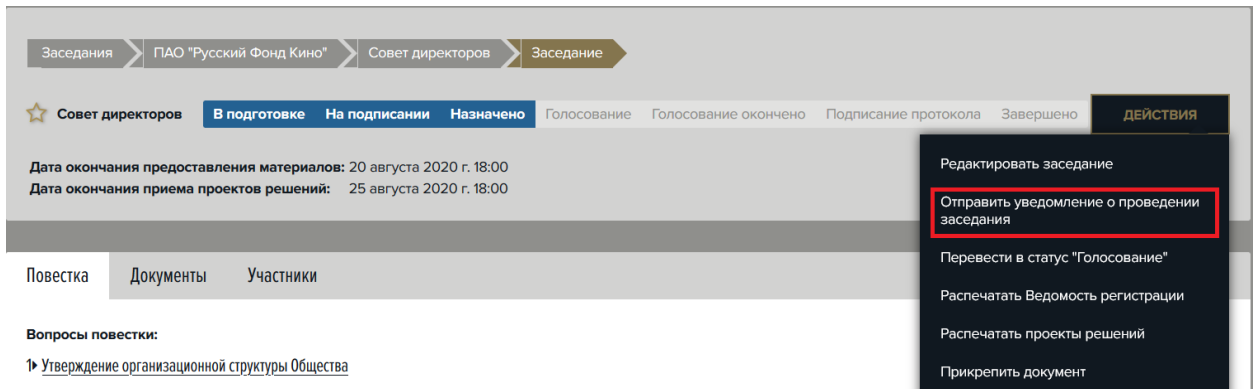 Заседания ПАО "Русский Фонд Кино" Совет директоров Заседание
Совет директоров В подготовке На подписании Назначено Голосование Голосование окончено Подписание протокола Завершено ДЕЙСТВИЯ
Дата окончания предоставления материалов: 20 августа 2020 г. 18:00
Дата окончания приема проектов решений: 25 августа 2020 г. 18:00
Редактировать заседание
Отправить уведомление о проведении
заседания
Перевести в статус "Голосование"
Распечатать Ведомость регистрации
Распечатать проекты решений
Прикрепить документ
Повестка Документы Участники
Вопросы повестки:
1 Утверждение организационной структуры Общества